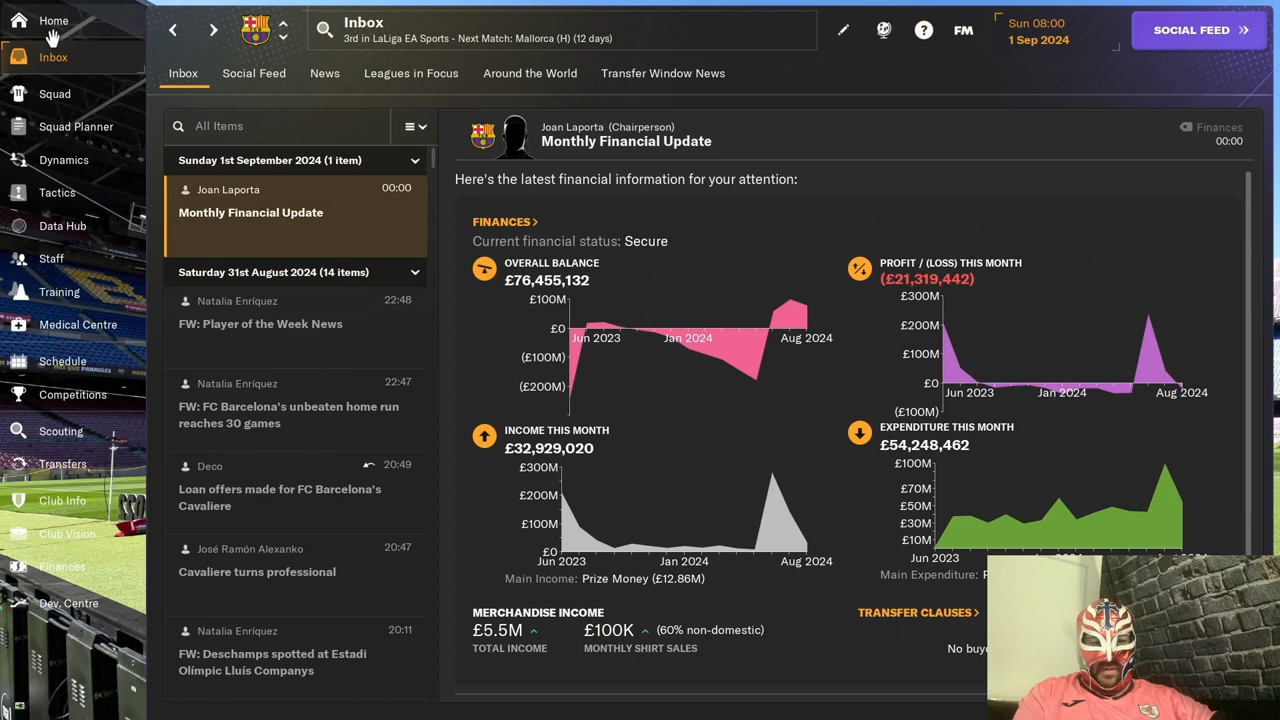 Home
Inbox
Squad
Squad Planner
Dynamics
Tactics
Data Hub
Staff
Training
Medical Centre
Schedule
Competitions
Scouting
Transfers
Club Info
Club Vision
Finances
Dev. Centre
Inbox
3rd in LaLiga EA Sports - Next Match: Mallorca (H) (12 days)
?
FM
Sun 08:00
1 Sep 2024
SOCIAL FEED
Inbox
Social Feed
News
Leagues in Focus
Around the World
Transfer Window News
All Items
Sunday 1st September 2024 (1 item)
Joan Laporta 00:00
Monthly Financial Update
Saturday 31st August 2024 (14 items)
Natalia Enríquez 22:48
FW: Player of the Week News
Natalia Enríquez 22:47
FW: FC Barcelona's unbeaten home run
reaches 30 games
Deco 20:49
Loan offers made for FC Barcelona's
Cavaliere
José Ramón Alexanko 20:47
Cavaliere turns professional
Natalia Enríquez 20:11
FW: Deschamps spotted at Estadi
Olímpic Lluís Companys
Joan Laporta (Chairperson)
Monthly Financial Update
Finances
00:00
Here's the latest financial information for your attention:
FINANCES >
Current financial status: Secure
OVERALL BALANCE
£76,455,132
£100M
£0
(£100M)
(£200M)
Jun 2023 Jan 2024 Aug 2024
PROFIT / (LOSS) THIS MONTH
(£21,319,442)
£300M
£200M
£100M
£0
(£100M)
Jun 2023 Jan 2024 Aug 2024
INCOME THIS MONTH
£32,929,020
£300M
£200M
£100M
£0
Jun 2023 Jan 2024 Aug 2024
Main Income: Prize Money (£12.86M)
EXPENDITURE THIS MONTH
£54,248,462
£100M
£70M
£50M
£30M
£10M
Jun 2023
Main Expenditure:
MERCHANDISE INCOME
£5.5M £100K (60% non-domestic)
TOTAL INCOME MONTHLY SHIRT SALES
TRANSFER CLAUSES >
No buy